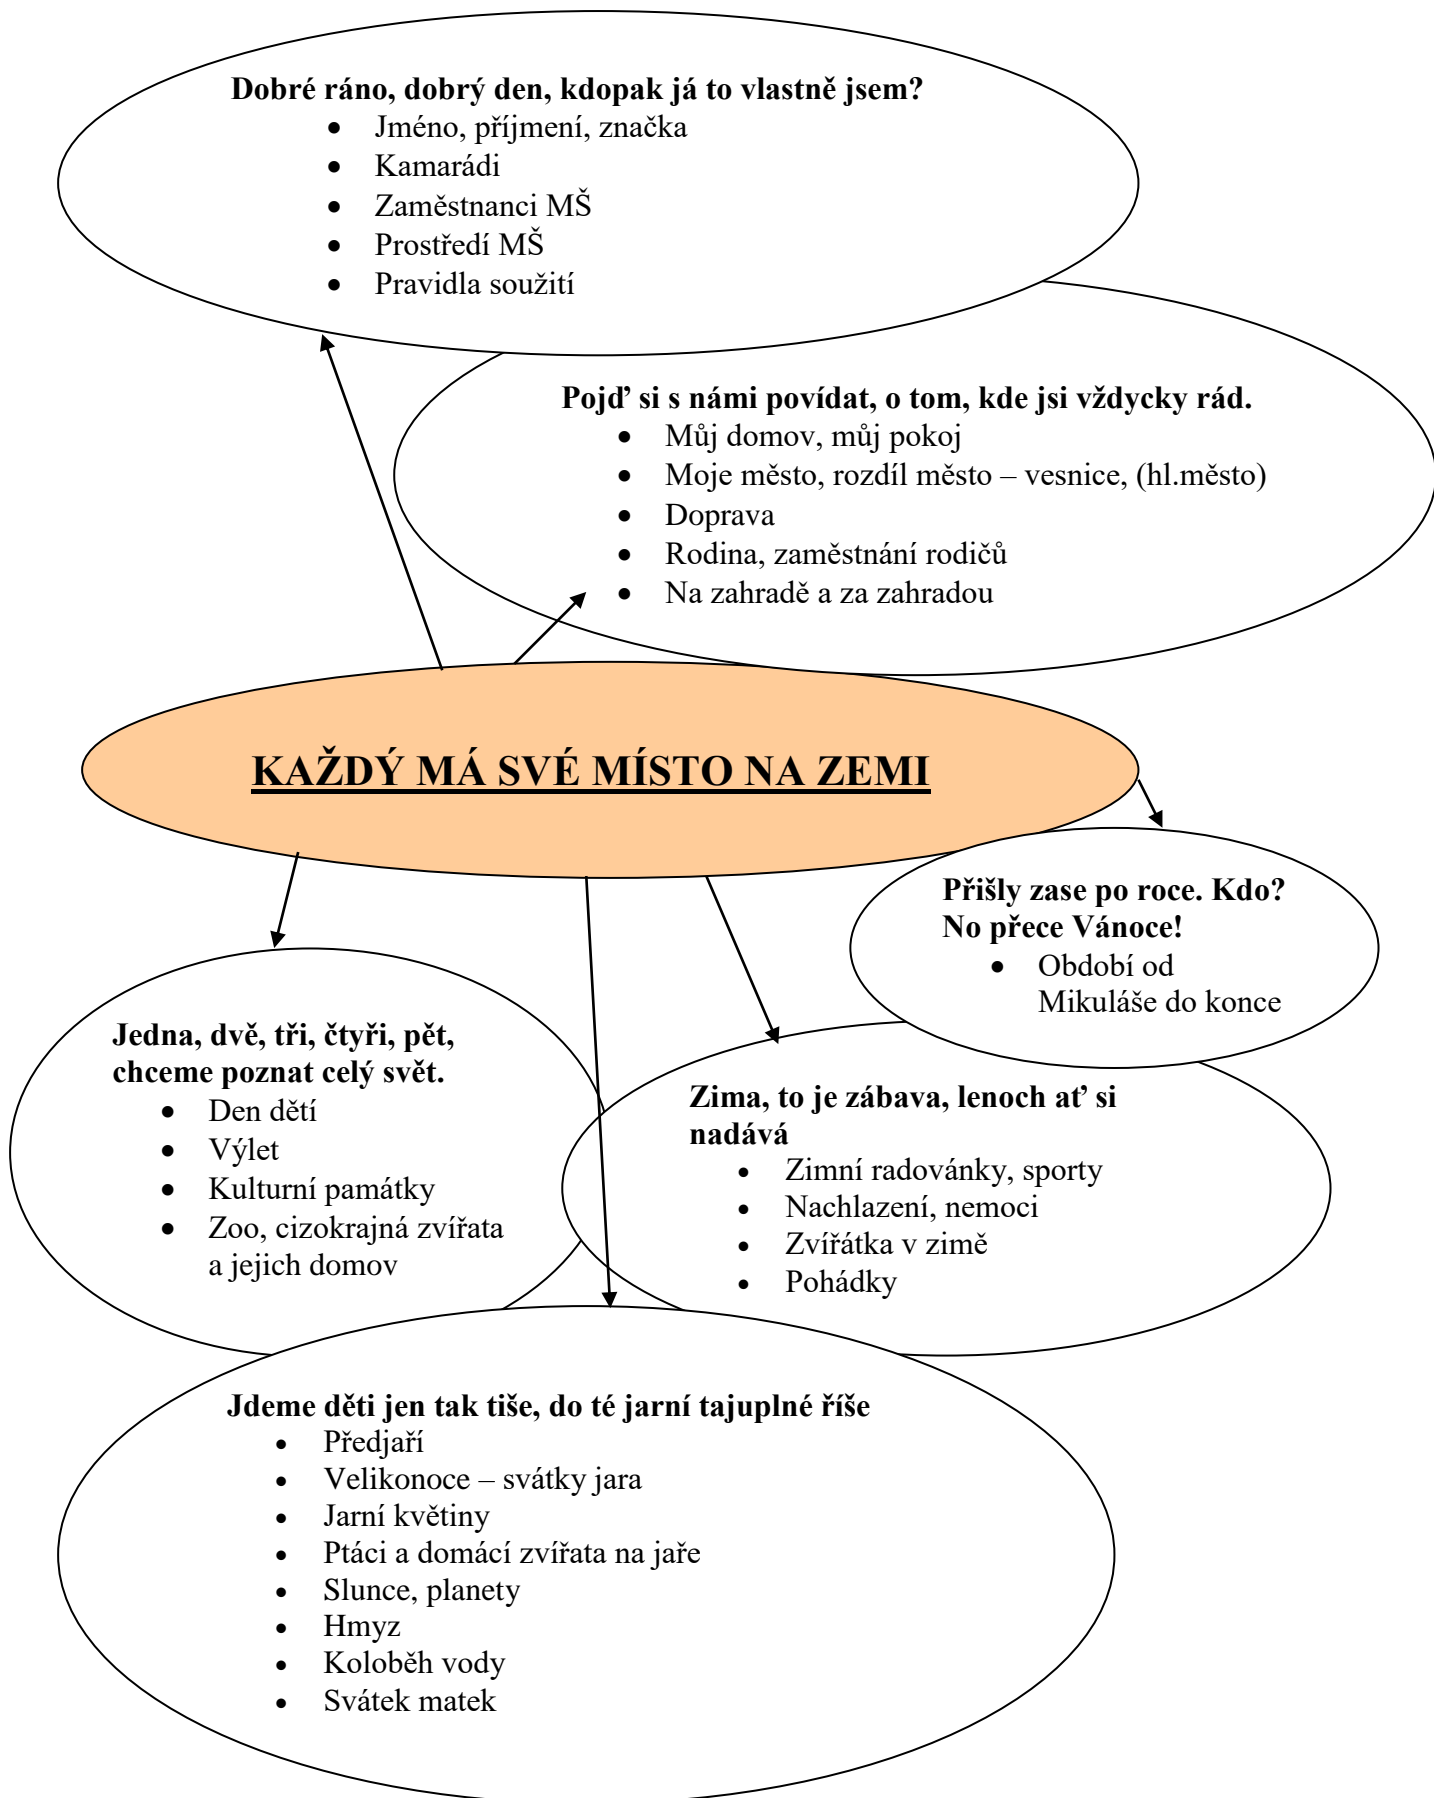 Dobré ráno, dobrý den, kdopak já to vlastně jsem?
• Jméno, příjmení, značka
• Kamarádi
• Zaměstnanci MŠ
• Prostředí MŠ
• Pravidla soužití
Pojď si s námi povídat, o tom, kde jsi vždycky rád.
• Můj domov, můj pokoj
• Moje město, rozdíl město – vesnice, (hl.město)
• Doprava
• Rodina, zaměstnání rodičů
• Na zahradě a za zahradou
KAŽDÝ MÁ SVÉ MÍSTO NA ZEMI
Přišly zase po roce. Kdo?
No přece Vánoce!
• Období od
Mikuláše do konce
Jedna, dvě, tři, čtyři, pět,
chceme poznat celý svět.
• Den dětí
• Výlet
• Kulturní památky
• Zoo, cizokrajná zvířata
a jejich domov
Zima, to je zábava, lenoch ať si
nadává
• Zimní radovánky, sporty
• Nachlazení, nemoci
• Zvířátka v zimě
• Pohádky
Jdeme děti jen tak tiše, do té jarní tajuplné říše
• Předjaří
• Velikonoce – svátky jara
• Jarní květiny
• Ptáci a domácí zvířata na jaře
• Slunce, planety
• Hmyz
• Koloběh vody
• Svátek matek